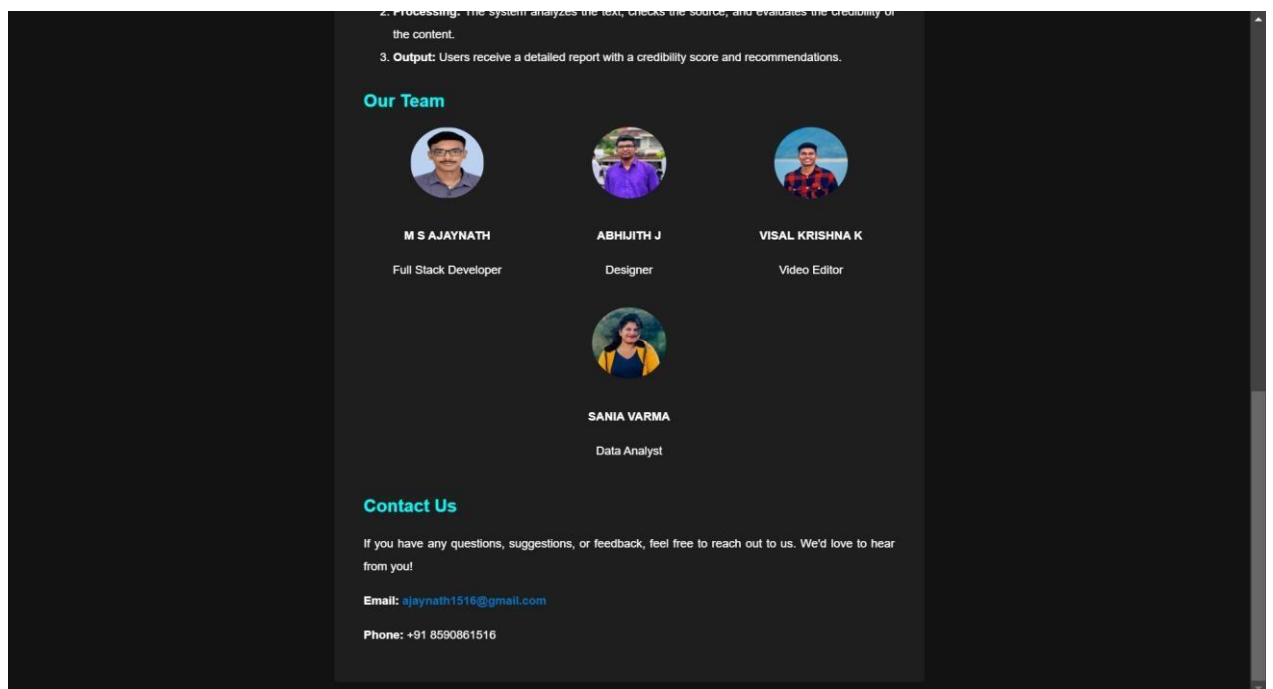 2. Processing: The system analyzes the text, checks the source, and evaluates the credibility of
the content.
3. Output: Users receive a detailed report with a credibility score and recommendations.
Our Team
M S AJAYNATH
ABHIJITH J
VISAL KRISHNA K
Full Stack Developer
Designer
Video Editor
SANIA VARMA
Data Analyst
Contact Us
If you have any questions, suggestions, or feedback, feel free to reach out to us. We'd love to hear
from you!
Email: ajaynath1516@gmail.com
Phone: +91 8590861516